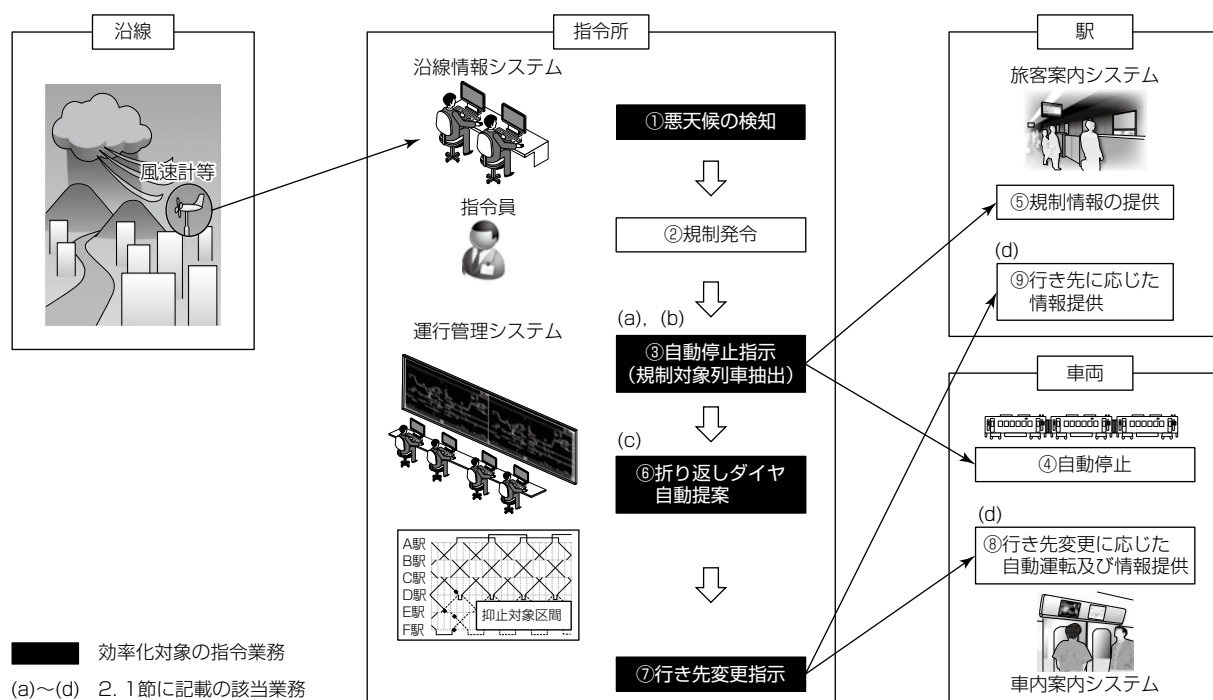 沿線
風速計等
指令所
沿線情報システム
指令員
運行管理システム
A駅
B駅
C駅
D駅
E駅
F駅
抑止対象区間
①悪天候の検知
②規制発令
(a)，(b)
③自動停止指示
（規制対象列車抽出）
(c)
⑥折り返しダイヤ
自動提案
⑦行き先変更指示
駅
旅客案内システム
⑤規制情報の提供
(d)
⑨行き先に応じた
情報提供
車両
④自動停止
(d)
⑧行き先変更に応じた
自動運転及び情報提供
車内案内システム
効率化対象の指令業務
(a)～(d)　2．1節に記載の該当業務